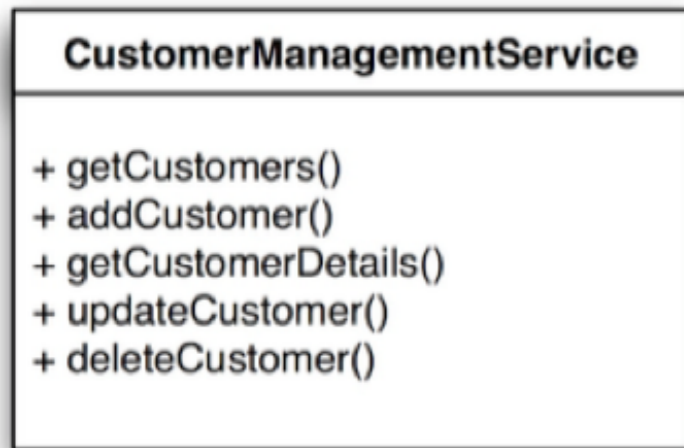 CustomerManagementService
+ getCustomers()
+ addCustomer()
+ getCustomerDetails()
+ updateCustomer()
+ deleteCustomer()